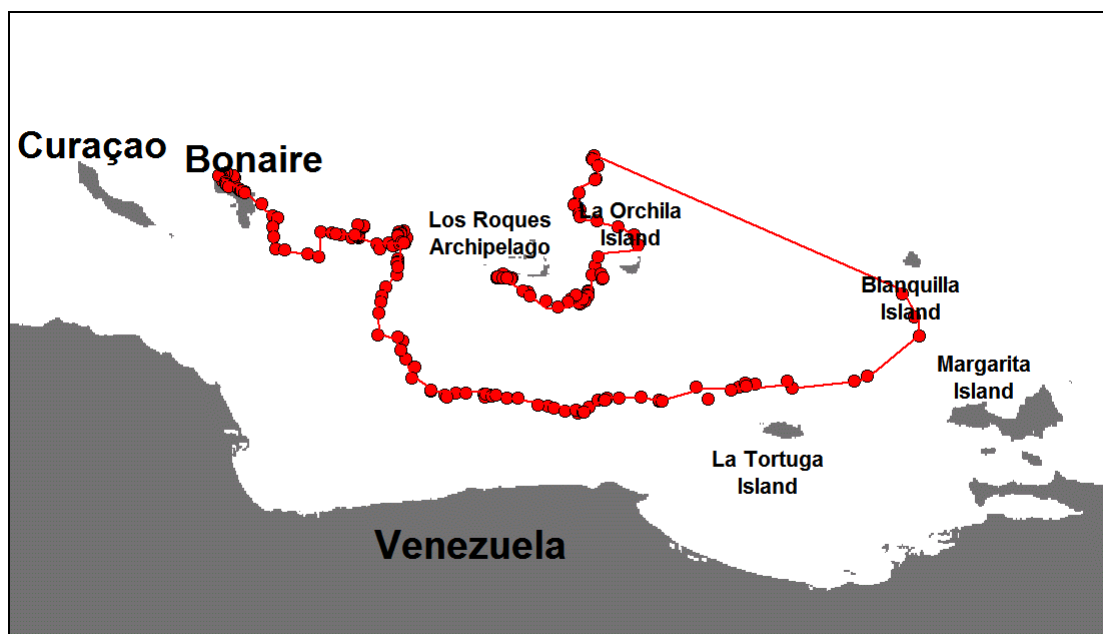 Curaçao
Bonaire
Los Roques
Archipelago
La Orchila
Island
Blanquilla
Island
Margarita
Island
La Tortuga
Island
Venezuela